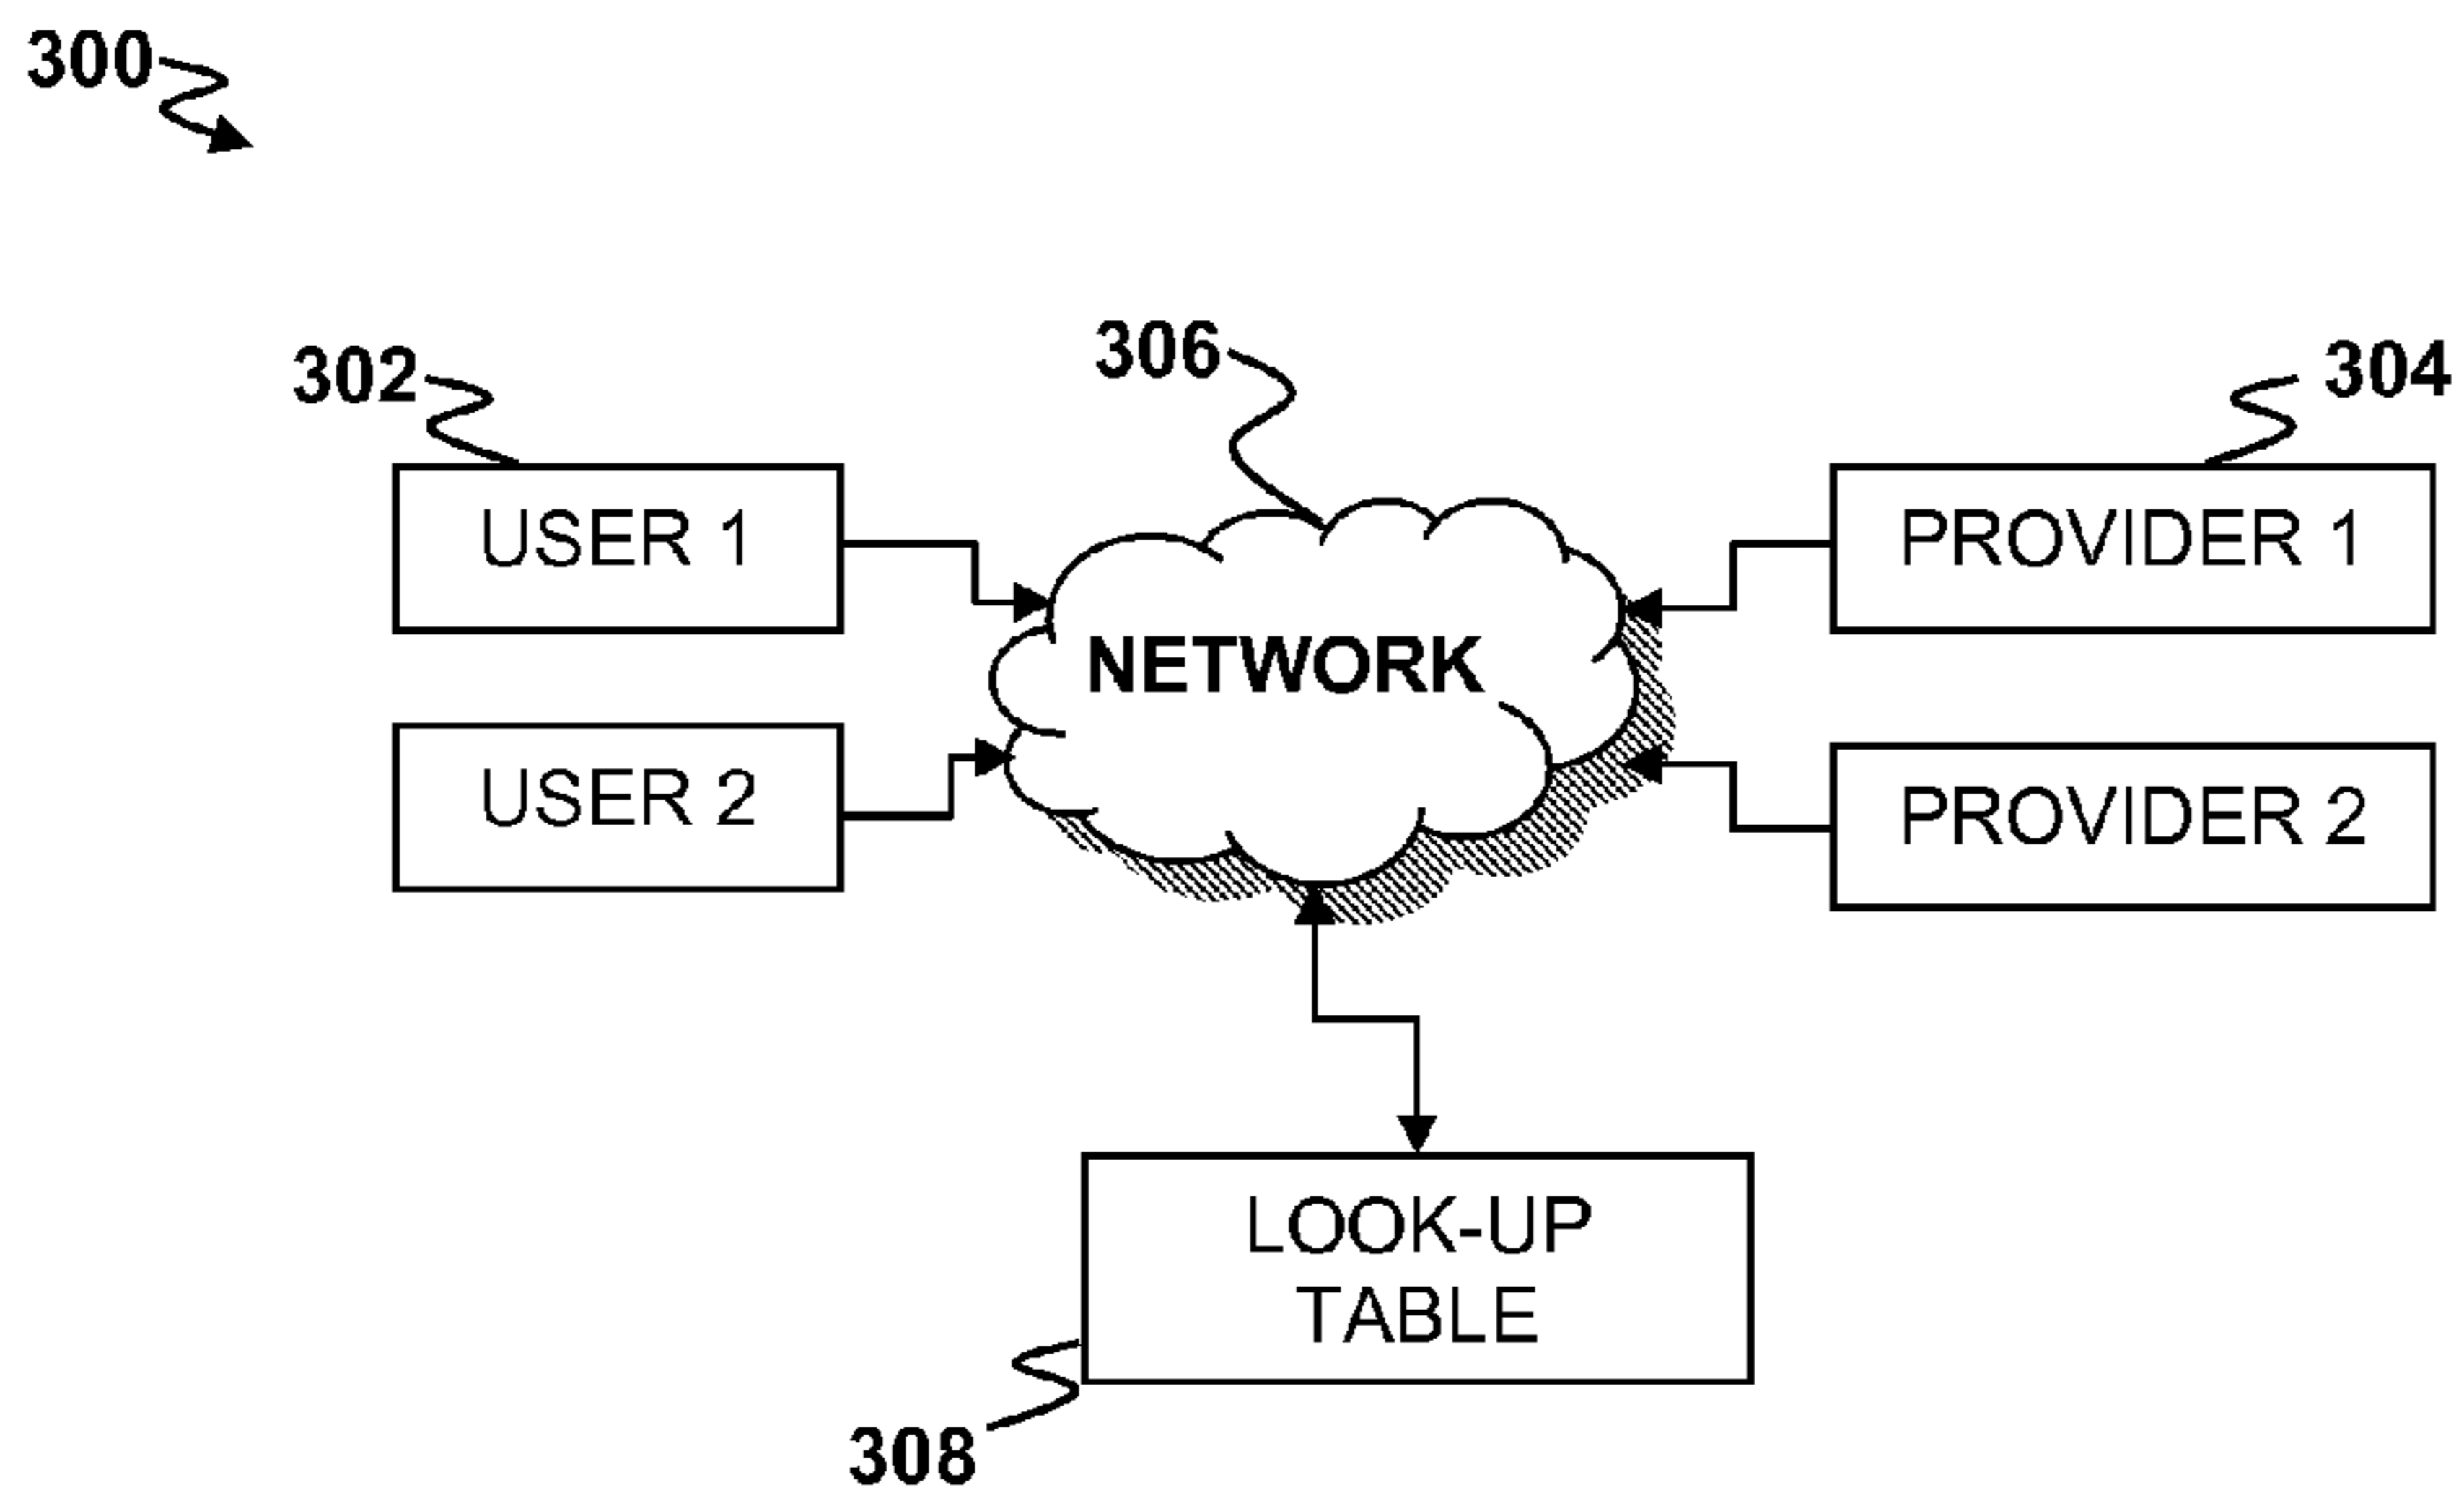 300
302
306
304
USER 1
PROVIDER 1
NETWORK
USER 2
PROVIDER 2
LOOK-UP
TABLE
308